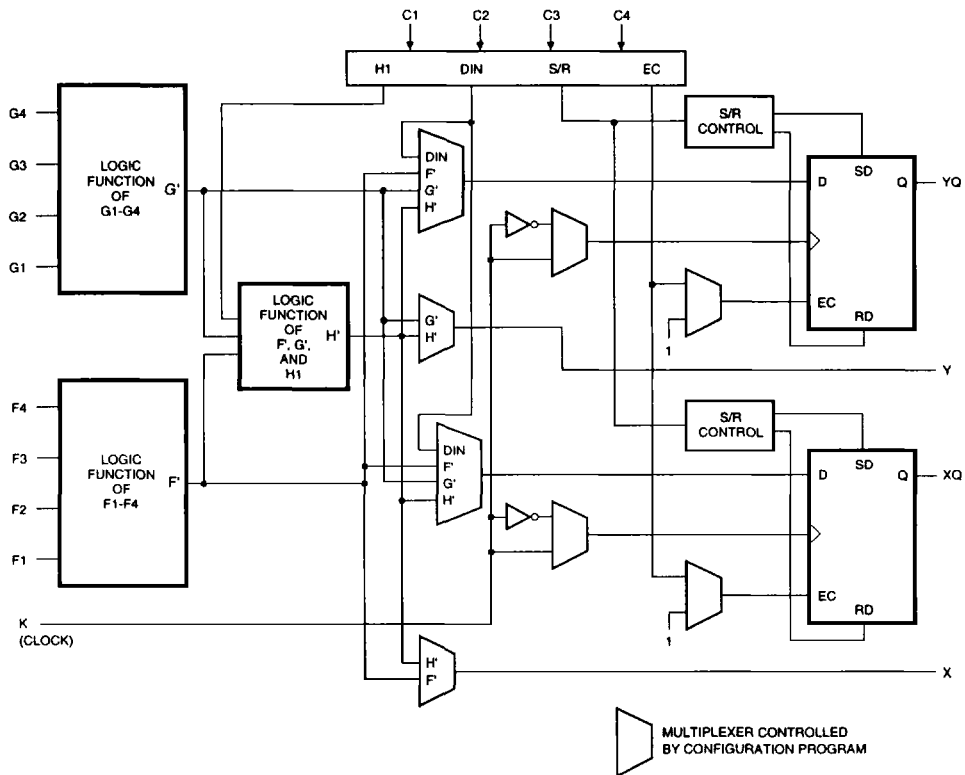 C1 C2 C3 C4
H1 DIN S/R EC
G4
G3
G2
G1
LOGIC
FUNCTION
OF
G1-G4
G'
DIN
F'
G'
H'
S/R
CONTROL
D
SD
Q
EC
RD
YQ
1
LOGIC
FUNCTION
OF
F', G',
AND
H1
H'
G'
H'
Y
F4
F3
F2
F1
LOGIC
FUNCTION
OF
F1-F4
F'
DIN
F'
G'
H'
S/R
CONTROL
D
SD
Q
EC
RD
XQ
1
K
(CLOCK)
H'
F'
X
MULTIPLEXER CONTROLLED
BY CONFIGURATION PROGRAM